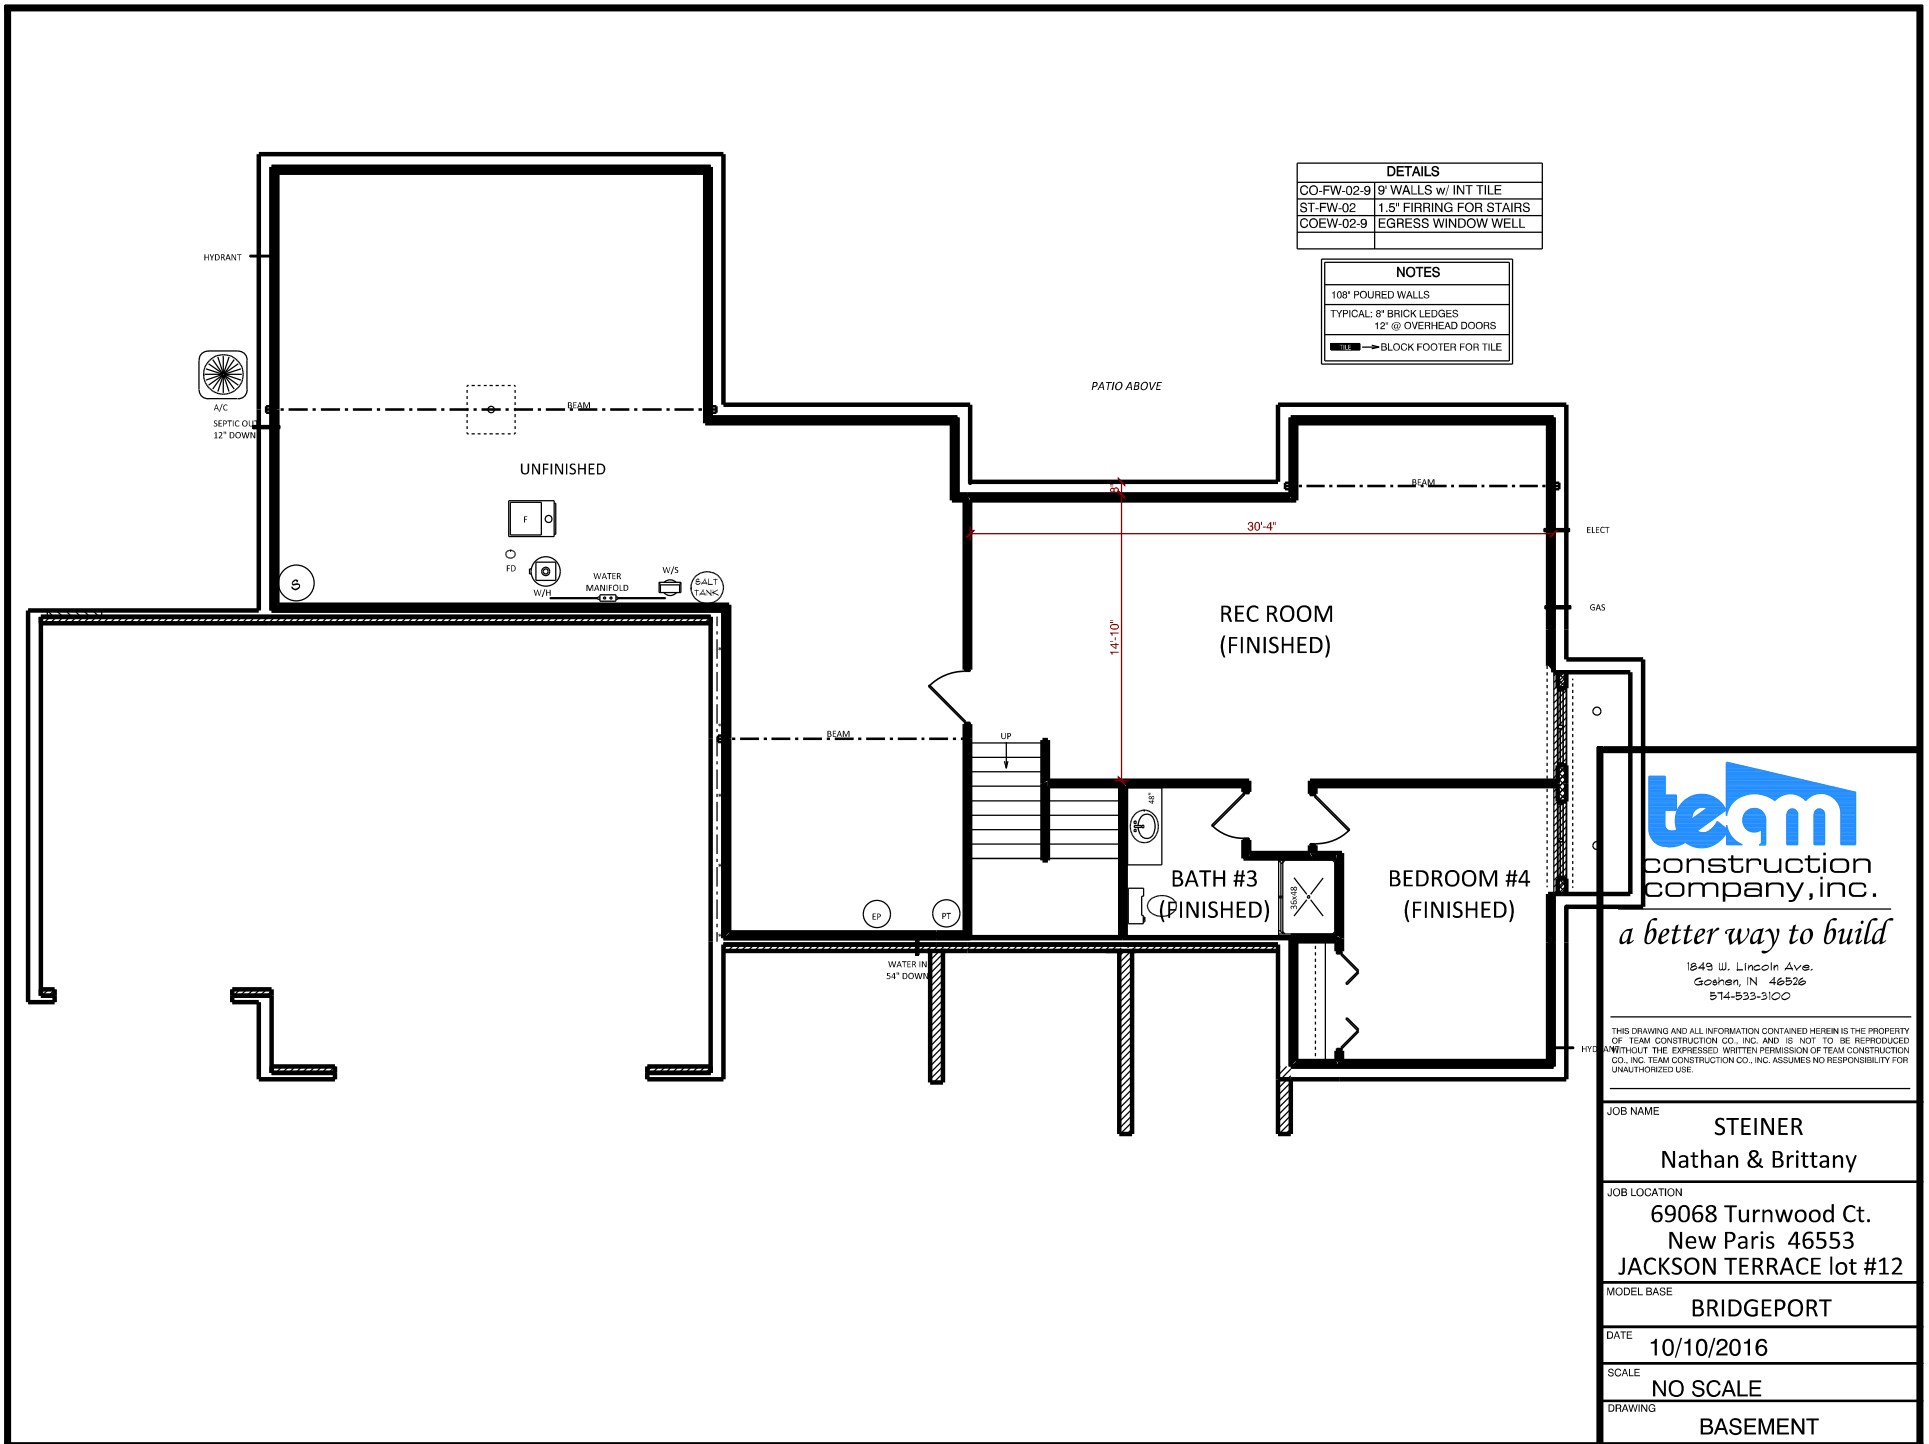 DETAILS
CO-FW-02-9 9' WALLS w/ INT TILE
ST-FW-02 1.5" FIRRING FOR STAIRS
COEW-02-9 EGRESS WINDOW WELL
NOTES
108" POURED WALLS
TYPICAL: 8" BRICK LEDGES
12" @ OVERHEAD DOORS
TILE BLOCK FOOTER FOR TILE
HYDRANT
A/C
SEPTIC OUT
12" DOWN
BEAM
PATIO ABOVE
UNFINISHED
F
FD
W/H
WATER
MANIFOLD
W/S
SALT
TANK
S
8"
BEAM
30'-4"
ELECT
GAS
14'-10"
REC ROOM
(FINISHED)
BEAM
UP
48"
BATH #3
(FINISHED)
36x48
BEDROOM #4
(FINISHED)
EP
PT
WATER IN
54" DOWN
HYDRANT
team
construction
company, inc.
a better way to build
1849 W. Lincoln Ave.
Goshen, IN 46526
574-533-3100
THIS DRAWING AND ALL INFORMATION CONTAINED HEREIN IS THE PROPERTY
OF TEAM CONSTRUCTION CO., INC. AND IS NOT TO BE REPRODUCED
WITHOUT THE EXPRESSED WRITTEN PERMISSION OF TEAM CONSTRUCTION
CO., INC. TEAM CONSTRUCTION CO., INC. ASSUMES NO RESPONSIBILITY FOR
UNAUTHORIZED USE.
JOB NAME
STEINER
Nathan & Brittany
JOB LOCATION
69068 Turnwood Ct.
New Paris 46553
JACKSON TERRACE lot #12
MODEL BASE
BRIDGEPORT
DATE
10/10/2016
SCALE
NO SCALE
DRAWING
BASEMENT